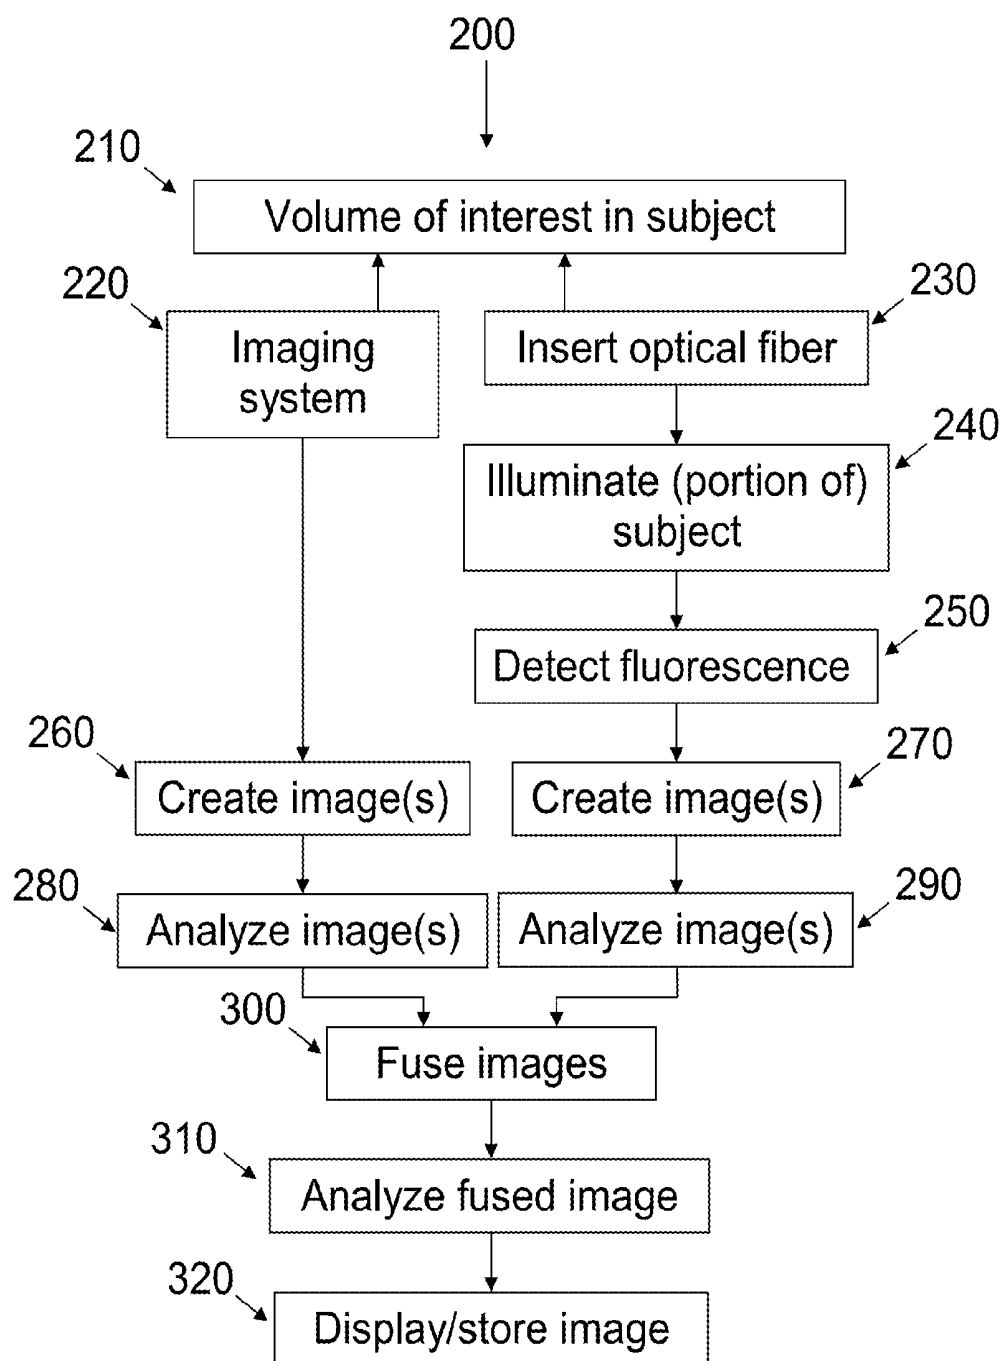 200
210
Volume of interest in subject
220
230
Imaging
system
Insert optical fiber
240
Illuminate (portion of)
subject
250
Detect fluorescence
260
270
Create image(s)
Create image(s)
280
290
Analyze image(s)
Analyze image(s)
300
Fuse images
310
Analyze fused image
320
Display/store image